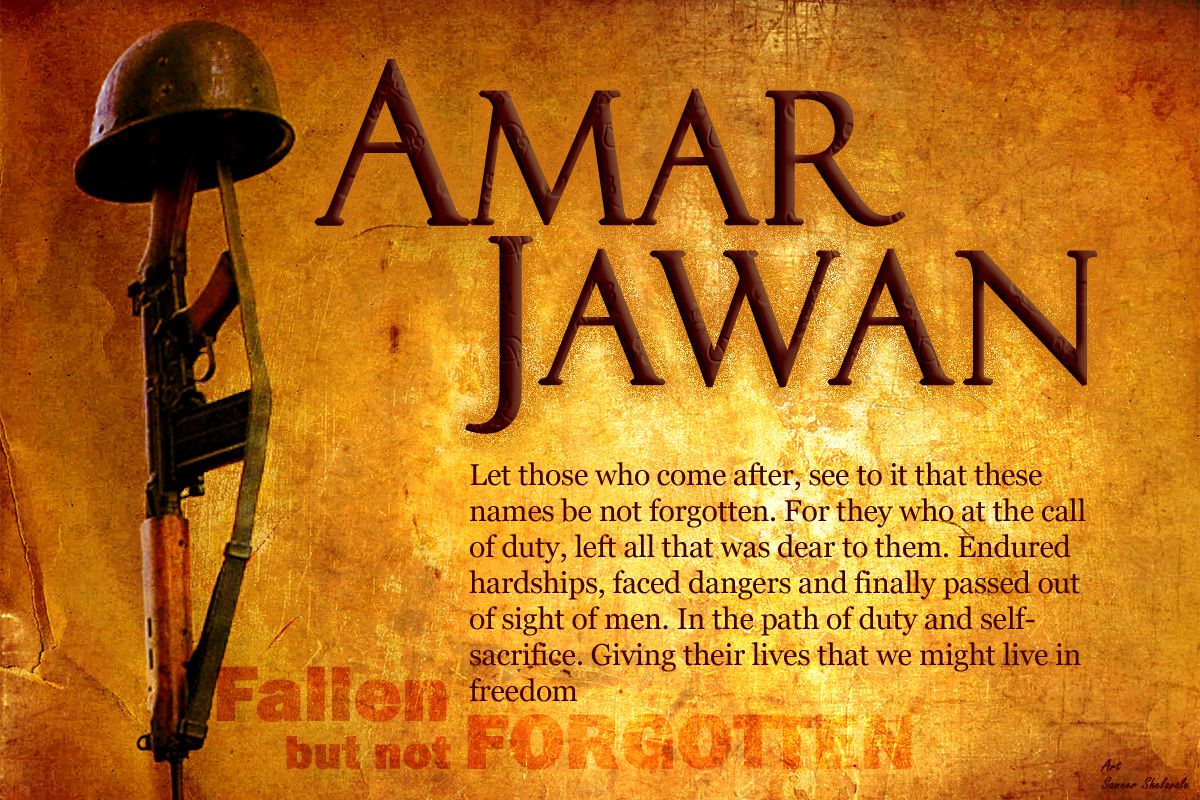 AMAR
JAWAN
Let those who come after, see to it that these
names be not forgotten. For they who at the call
of duty, left all that was dear to them. Endured
hardships, faced dangers and finally passed out
of sight of men. In the path of duty and self-
sacrifice. Giving their lives that we might live in
freedom
Fallen
but not FORGOTTEN
Art
Sameer Shelavale